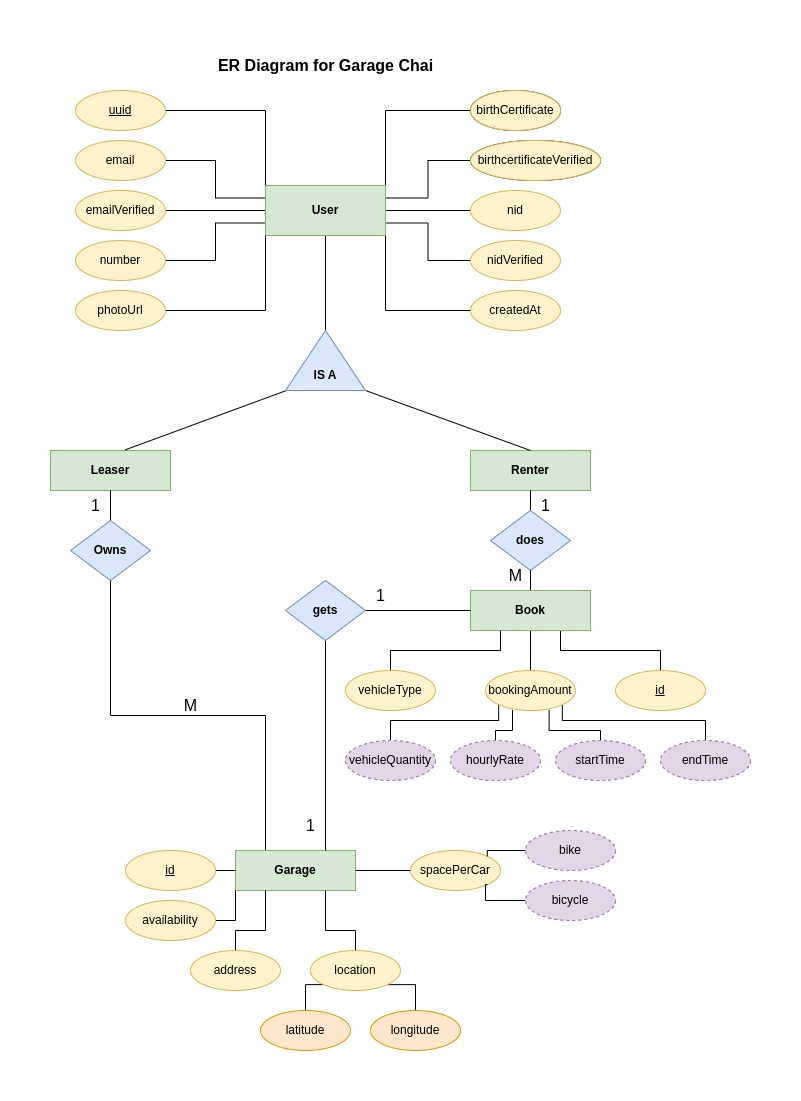 ER Diagram for Garage Chai
uuid
birthCertificate
email
birthcertificateVerified
emailVerified
User
nid
number
nidVerified
photoUrl
createdAt
IS A
Leaser
Renter
1
1
Owns
does
M
1
gets
Book
vehicleType
bookingAmount
id
M
vehicleQuantity
hourlyRate
startTime
endTime
1
id
Garage
spacePerCar
bike
bicycle
availability
address
location
latitude
longitude